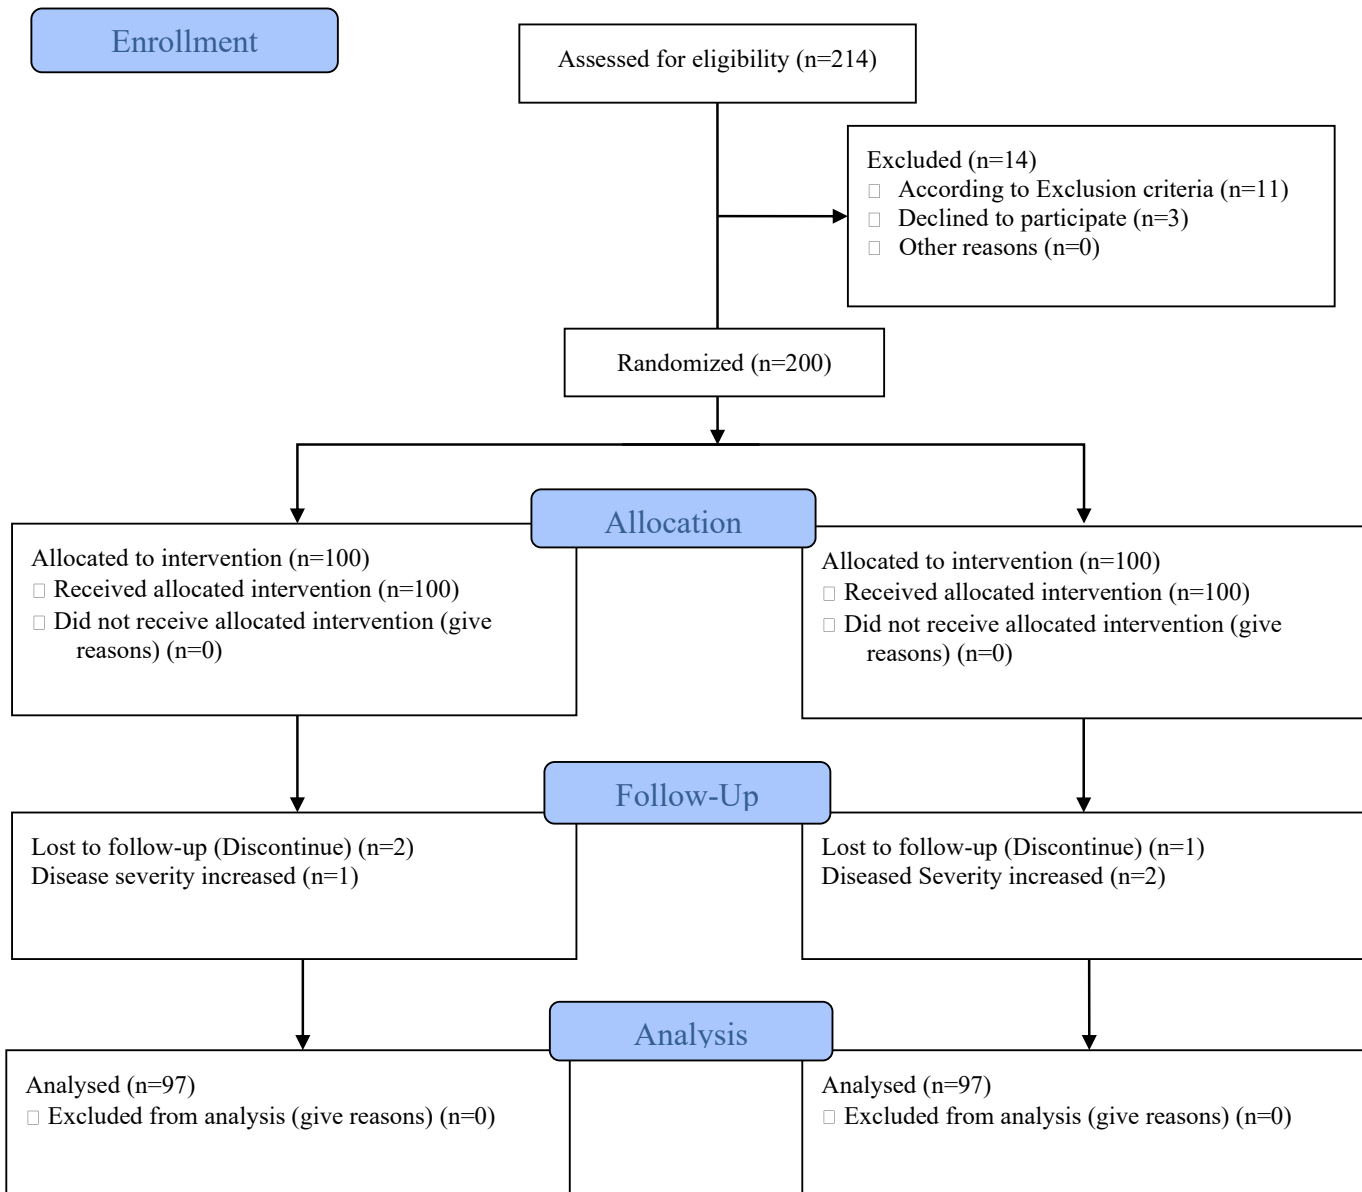 Enrollment
Assessed for eligibility (n=214)
Excluded (n=14)
According to Exclusion criteria (n=11)
Declined to participate (n=3)
Other reasons (n=0)
Randomized (n=200)
Allocation
Allocated to intervention (n=100)
Received allocated intervention (n=100)
Did not receive allocated intervention (give
reasons) (n=0)
Allocated to intervention (n=100)
Received allocated intervention (n=100)
Did not receive allocated intervention (give
reasons) (n=0)
Follow-Up
Lost to follow-up (Discontinue) (n=2)
Disease severity increased (n=1)
Lost to follow-up (Discontinue) (n=1)
Diseased Severity increased (n=2)
Analysis
Analysed (n=97)
Excluded from analysis (give reasons) (n=0)
Analysed (n=97)
Excluded from analysis (give reasons) (n=0)